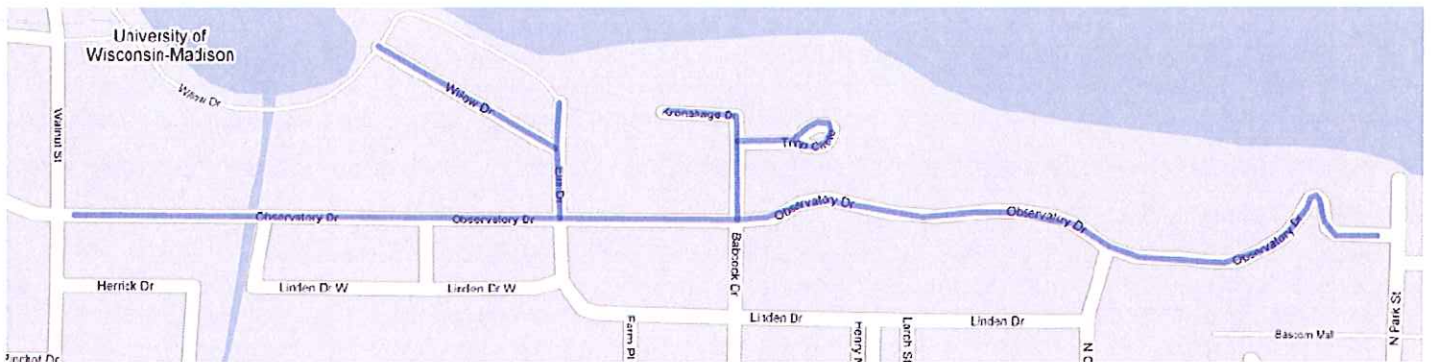 University of
Wisconsin-Madison
Willow Dr
Walnut St
Willow Dr
Kronshage Dr
Tripp Circle
Elm Dr
Observatory Dr
Observatory Dr
Observatory Dr
Observatory Dr
Observatory Dr
Babcock Dr
Herrick Dr
Linden Dr W
Linden Dr W
Linden Dr
Linden Dr
Farm Pl
Henry M
Larch St
N C
Bascom Mall
N Park St